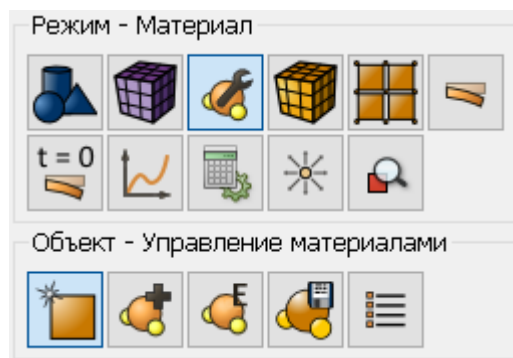 Режим - Материал
t = 0
Объект - Управление материалами
E